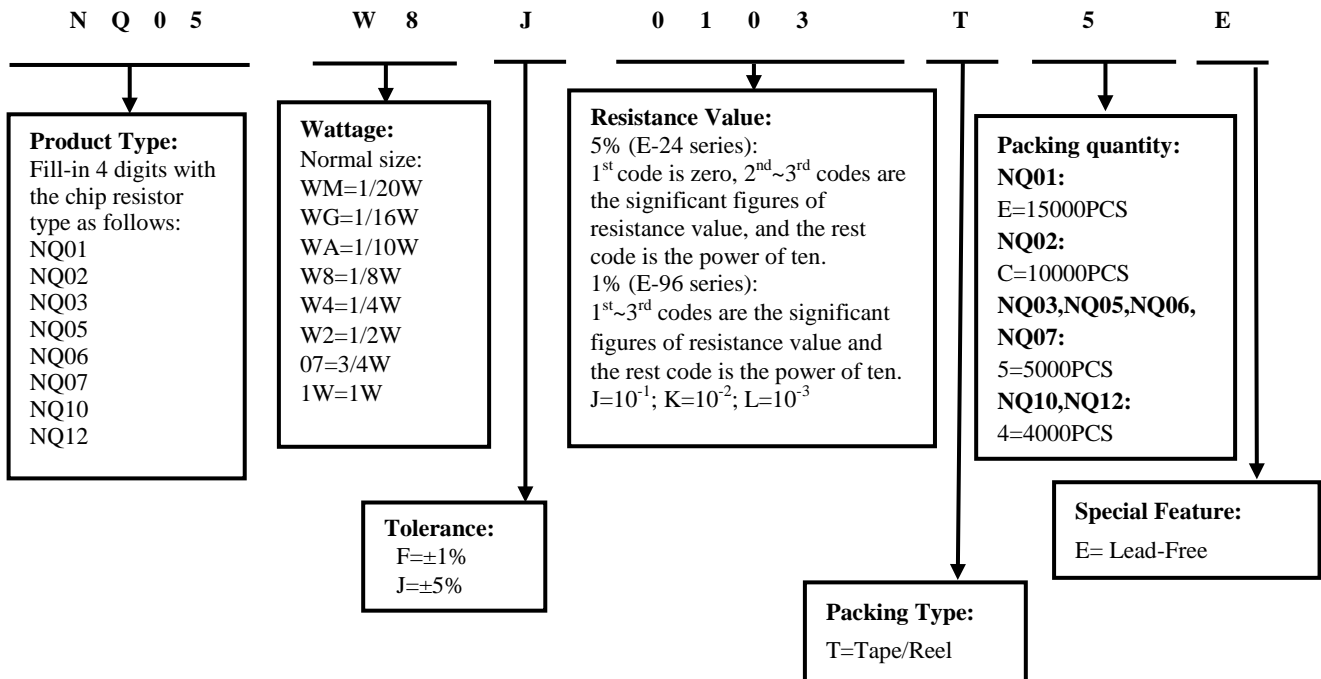 N Q 0 5 W 8 J 0 1 0 3 T 5 E
Product Type:
Fill-in 4 digits with
the chip resistor
type as follows:
NQ01
NQ02
NQ03
NQ05
NQ06
NQ07
NQ10
NQ12
Wattage:
Normal size:
WM=1/20W
WG=1/16W
WA=1/10W
W8=1/8W
W4=1/4W
W2=1/2W
07=3/4W
1W=1W
Resistance Value:
5% (E-24 series):
1st code is zero, 2nd~3rd codes are
the significant figures of
resistance value, and the rest
code is the power of ten.
1% (E-96 series):
1st~3rd codes are the significant
figures of resistance value and
the rest code is the power of ten.
J=10-1; K=10-2; L=10-3
Packing quantity:
NQ01:
E=15000PCS
NQ02:
C=10000PCS
NQ03,NQ05,NQ06,
NQ07:
5=5000PCS
NQ10,NQ12:
4=4000PCS
Tolerance:
F=±1%
J=±5%
Special Feature:
E= Lead-Free
Packing Type:
T=Tape/Reel